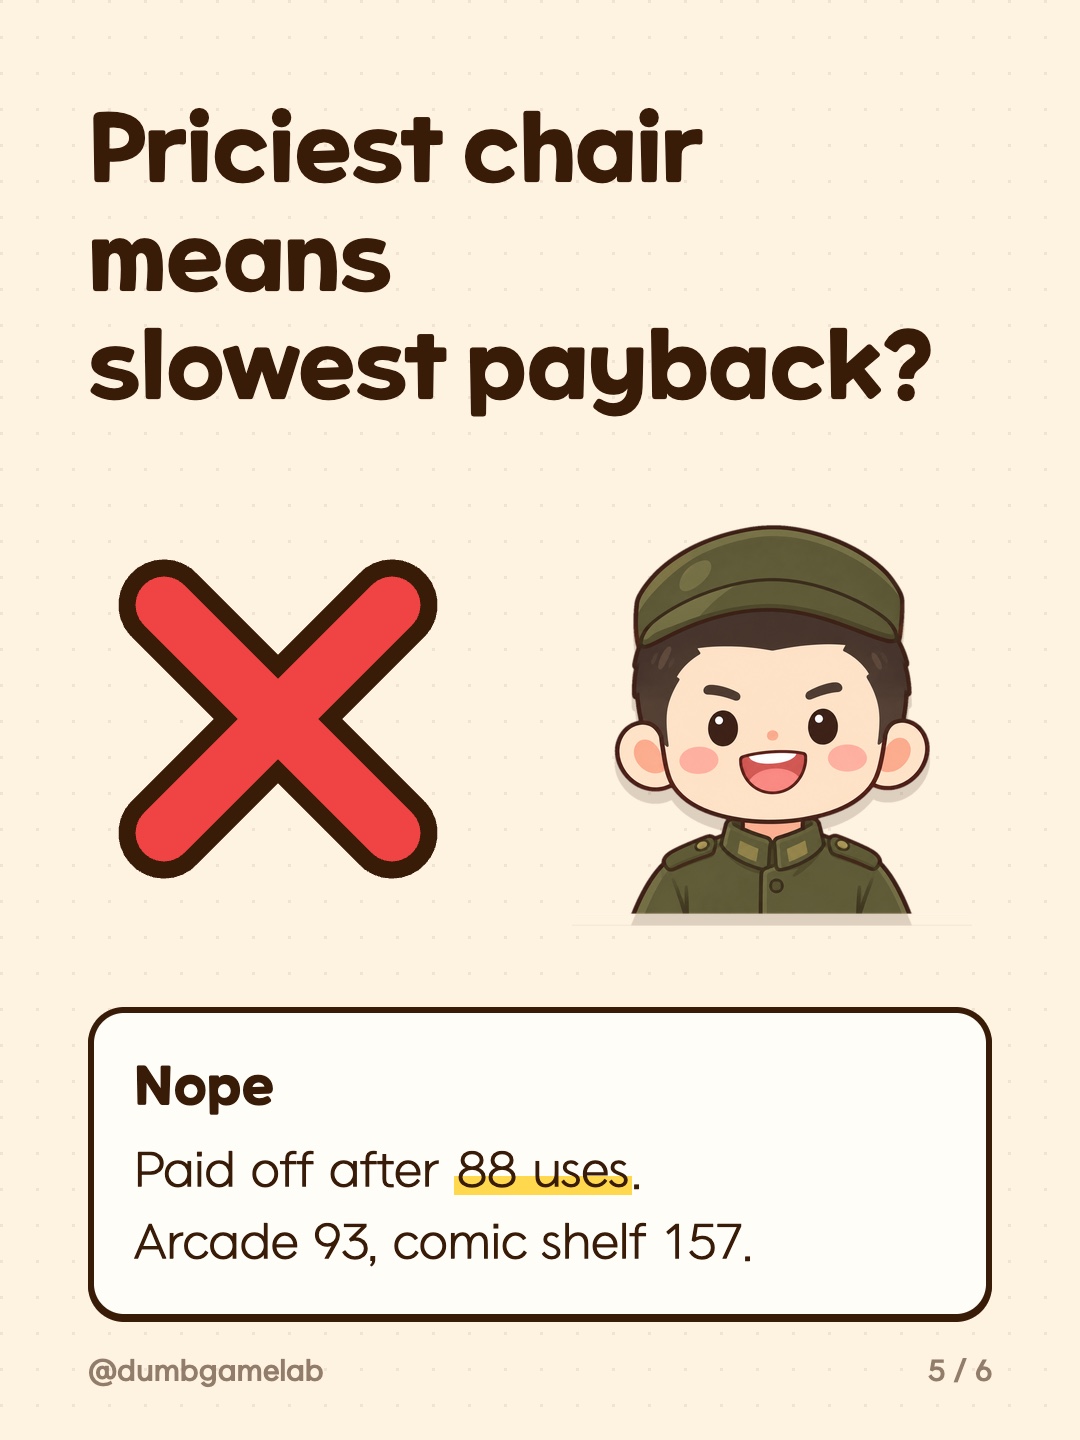 Priciest chair
means
slowest payback?
Nope
Paid off after 88 uses.
Arcade 93, comic shelf 157.
@dumbgamelab
5 / 6